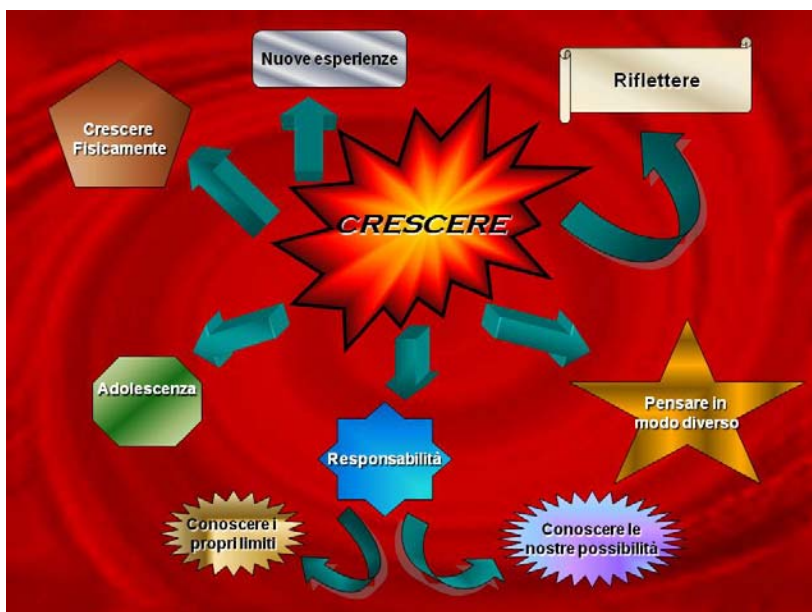 Nuove esperienze
Riflettere
Crescere
Fisicamente
CRESCERE
Adolescenza
Pensare in
modo diverso
Responsabilità
Conoscere i
propri limiti
Conoscere le
nostre possibilità